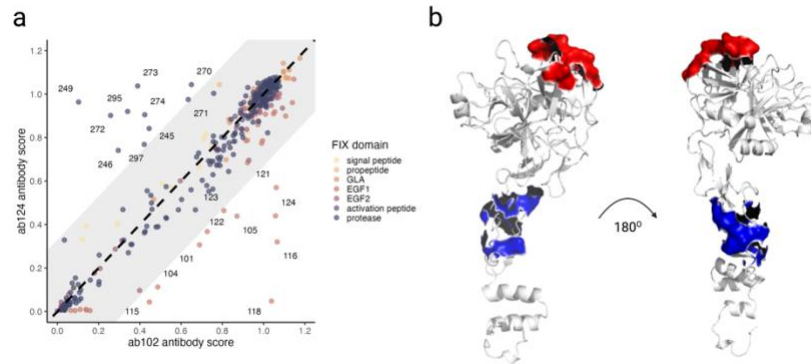 a
b
1.2
1.0
0.8
0.6
0.4
0.2
0.0
ab124 antibody score
249
295
273
274
270
272
271
245
246
297
121
123
124
122
105
101
116
104
115
118
0.0 0.2 0.4 0.6 0.8 1.0 1.2
ab102 antibody score
FIX domain
signal peptide
propeptide
GLA
EGF1
EGF2
activation peptide
protease
180⁰